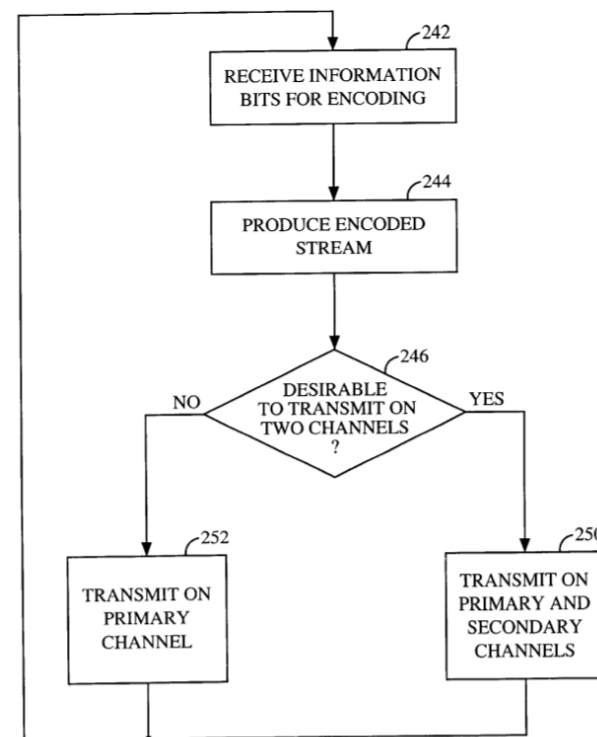 242
RECEIVE INFORMATION
BITS FOR ENCODING
244
PRODUCE ENCODED
STREAM
246
DESIRABLE
TO TRANSMIT ON
TWO CHANNELS
?
NO
YES
252
TRANSMIT ON
PRIMARY
CHANNEL
250
TRANSMIT ON
PRIMARY AND
SECONDARY
CHANNELS